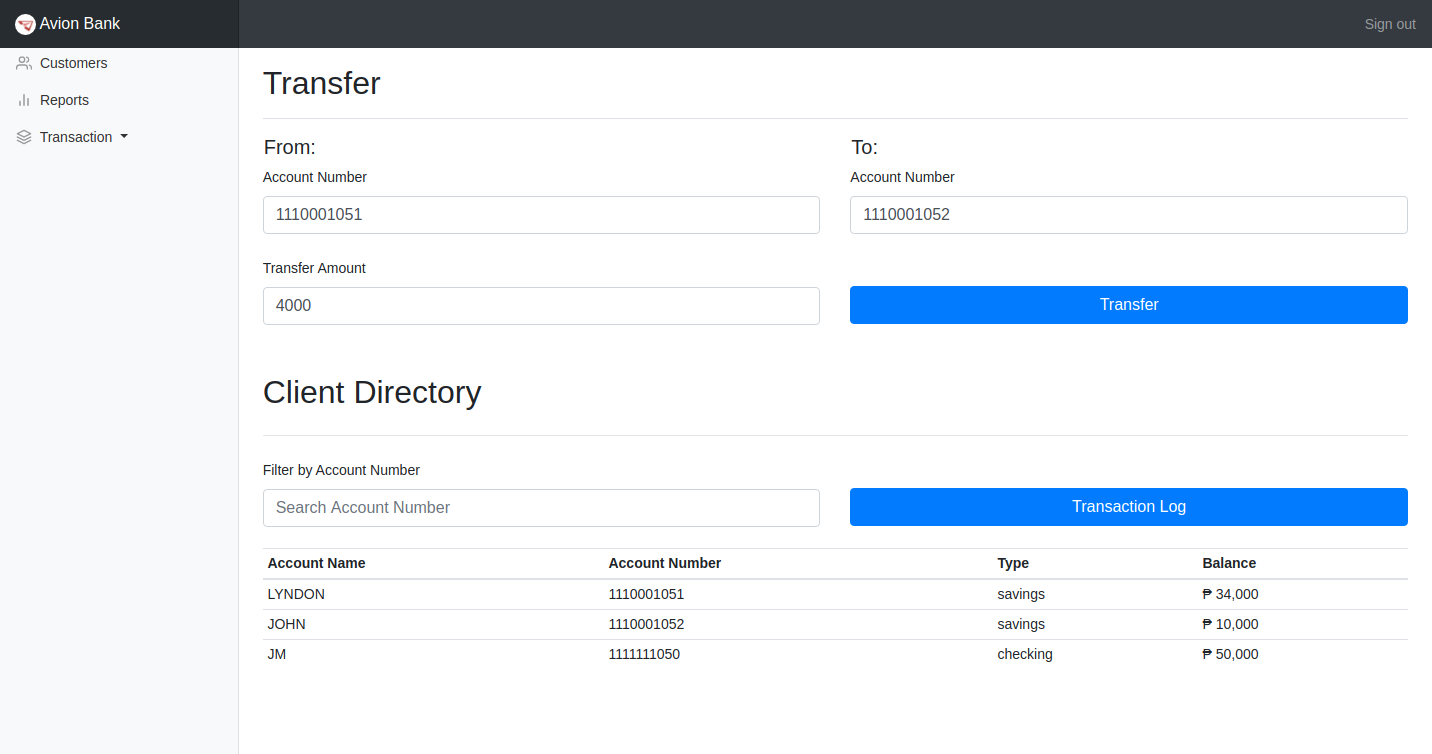 Avion Bank
Sign out
Customers
Reports
Transaction
Transfer
From:
To:
Account Number
Account Number
1110001051
1110001052
Transfer Amount
4000
Transfer
Client Directory
Filter by Account Number
Search Account Number
Transaction Log
Account Name Account Number Type Balance
LYNDON 1110001051 savings ₱ 34,000
JOHN 1110001052 savings ₱ 10,000
JM 1111111050 checking ₱ 50,000